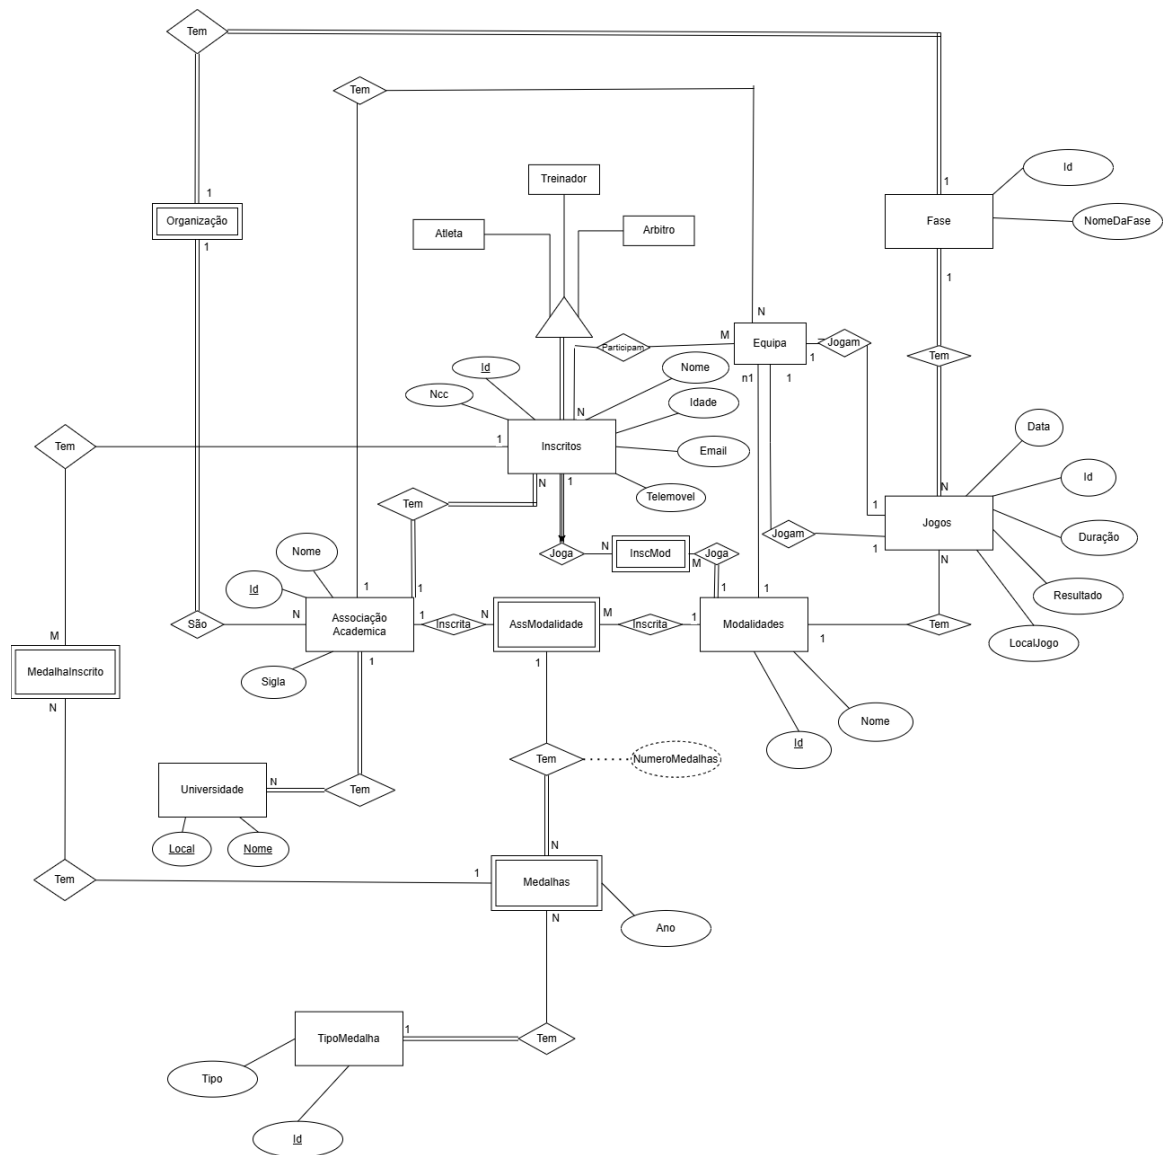 Tem
Tem
Treinador
Id
1
1
Organização
Atleta
Arbitro
Fase
NomeDaFase
1
1
N
M
Participam
Equipa
Jogam
Tem
Id
Nome
1
n1
1
Ncc
Idade
N
Tem
1
Inscritos
Email
Data
N
1
Telemovel
N
Id
Tem
1
Jogos
Jogam
1
Duração
Nome
Joga
N
InscMod
M
Joga
N
Id
1
1
1
1
Resultado
São
N
Associação
Academica
1
Inscrita
N
AssModalidade
M
Inscrita
1
Modalidades
1
Tem
LocalJogo
M
MedalhaInscrito
N
1
1
Sigla
Nome
Id
Tem
NumeroMedalhas
Universidade
N
Tem
Local
Nome
N
Tem
1
Medalhas
N
Ano
TipoMedalha
1
Tem
Tipo
Id